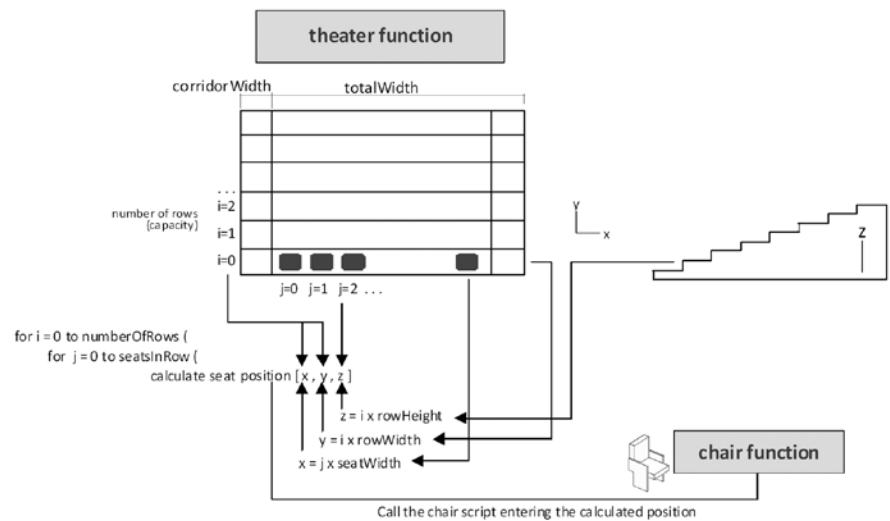 theater function
corridorWidth
totalWidth
. . .
i=2
number of rows
(capacity)
i=1
i=0
y
x
z
j=0 j=1 j=2 . . .
for i = 0 to numberOfRows (
for j = 0 to seatsInRow (
calculate seat position [ x , y , z ]
z = i x rowHeight
y = i x rowWidth
x = j x seatWidth
chair function
Call the chair script entering the calculated position